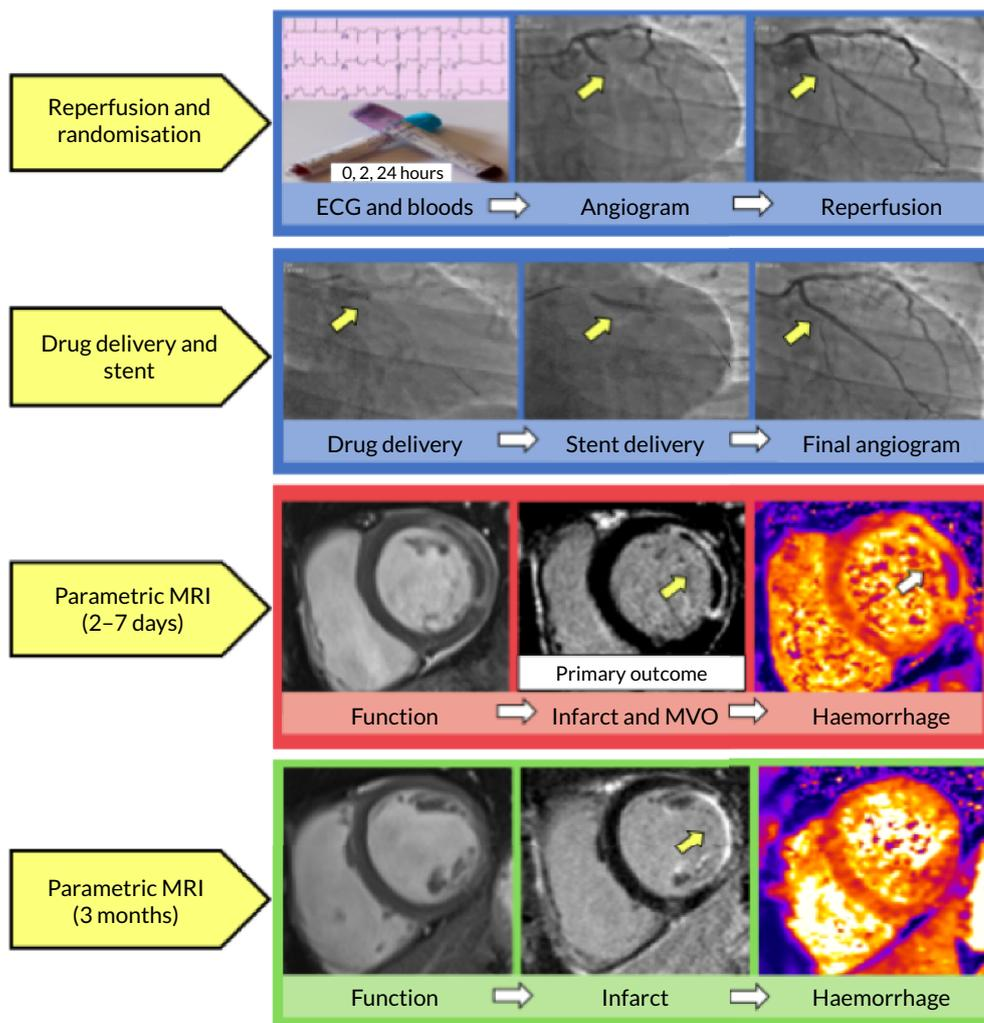 Reperfusion and
randomisation
0, 2, 24 hours
ECG and bloods
Angiogram
Reperfusion
Drug delivery and
stent
Drug delivery
Stent delivery
Final angiogram
Parametric MRI
(2–7 days)
Primary outcome
Function
Infarct and MVO
Haemorrhage
Parametric MRI
(3 months)
Function
Infarct
Haemorrhage